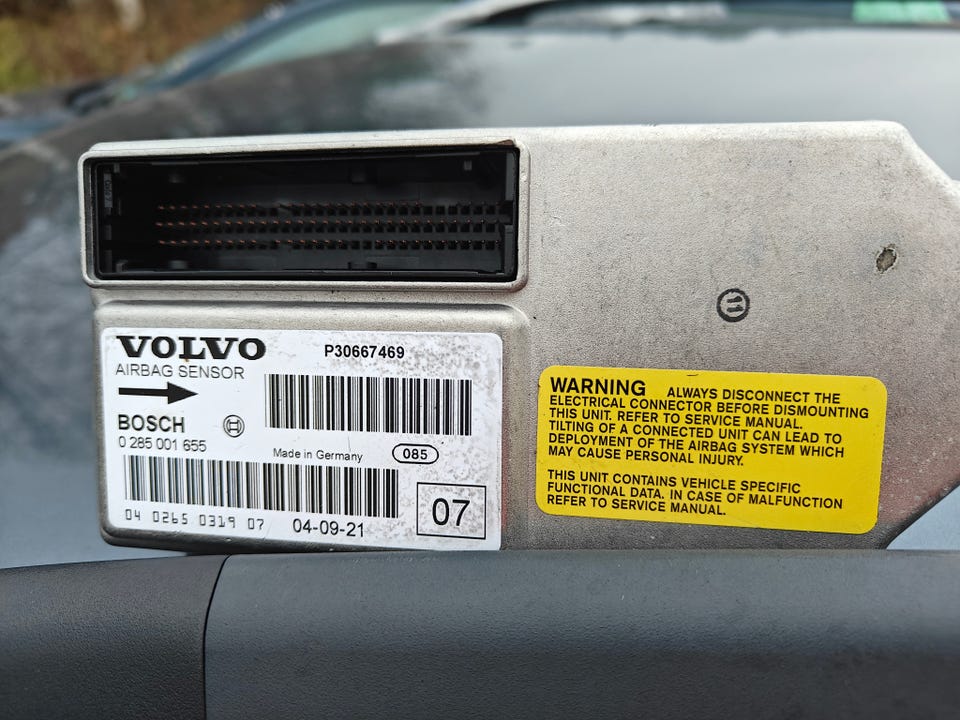 VOLVO
P30667469
AIRBAG SENSOR
BOSCH
0 285 001 655
Made in Germany
085
04 0265 0319 07
04-09-21
07
11
WARNING ALWAYS DISCONNECT THE
ELECTRICAL CONNECTOR BEFORE DISMOUNTING
THIS UNIT. REFER TO SERVICE MANUAL.
TILTING OF A CONNECTED UNIT CAN LEAD TO
DEPLOYMENT OF THE AIRBAG SYSTEM WHICH
MAY CAUSE PERSONAL INJURY.
THIS UNIT CONTAINS VEHICLE SPECIFIC
FUNCTIONAL DATA. IN CASE OF MALFUNCTION
REFER TO SERVICE MANUAL.